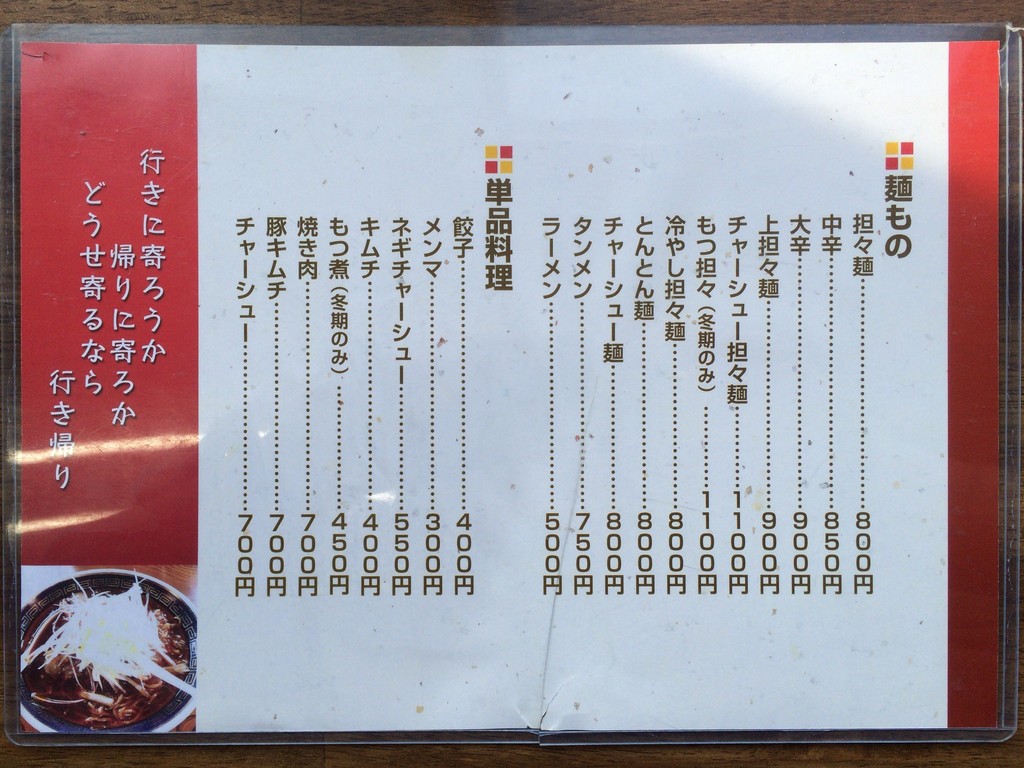 麺もの
担々麺……800円
中辛……850円
大辛……900円
上担々麺……900円
チャーシュー担々麺……1100円
もつ担々（冬期のみ）……1100円
冷やし担々麺……800円
とんとん麺……800円
チャーシュー麺……800円
タンメン……750円
ラーメン……500円
単品料理
餃子……400円
メンマ……300円
ネギチャーシュー……550円
キムチ……400円
もつ煮（冬期のみ）……450円
焼き肉……700円
豚キムチ……700円
チャーシュー……700円
行きに寄ろうか
帰りに寄ろか
どうせ寄るなら
行き帰り